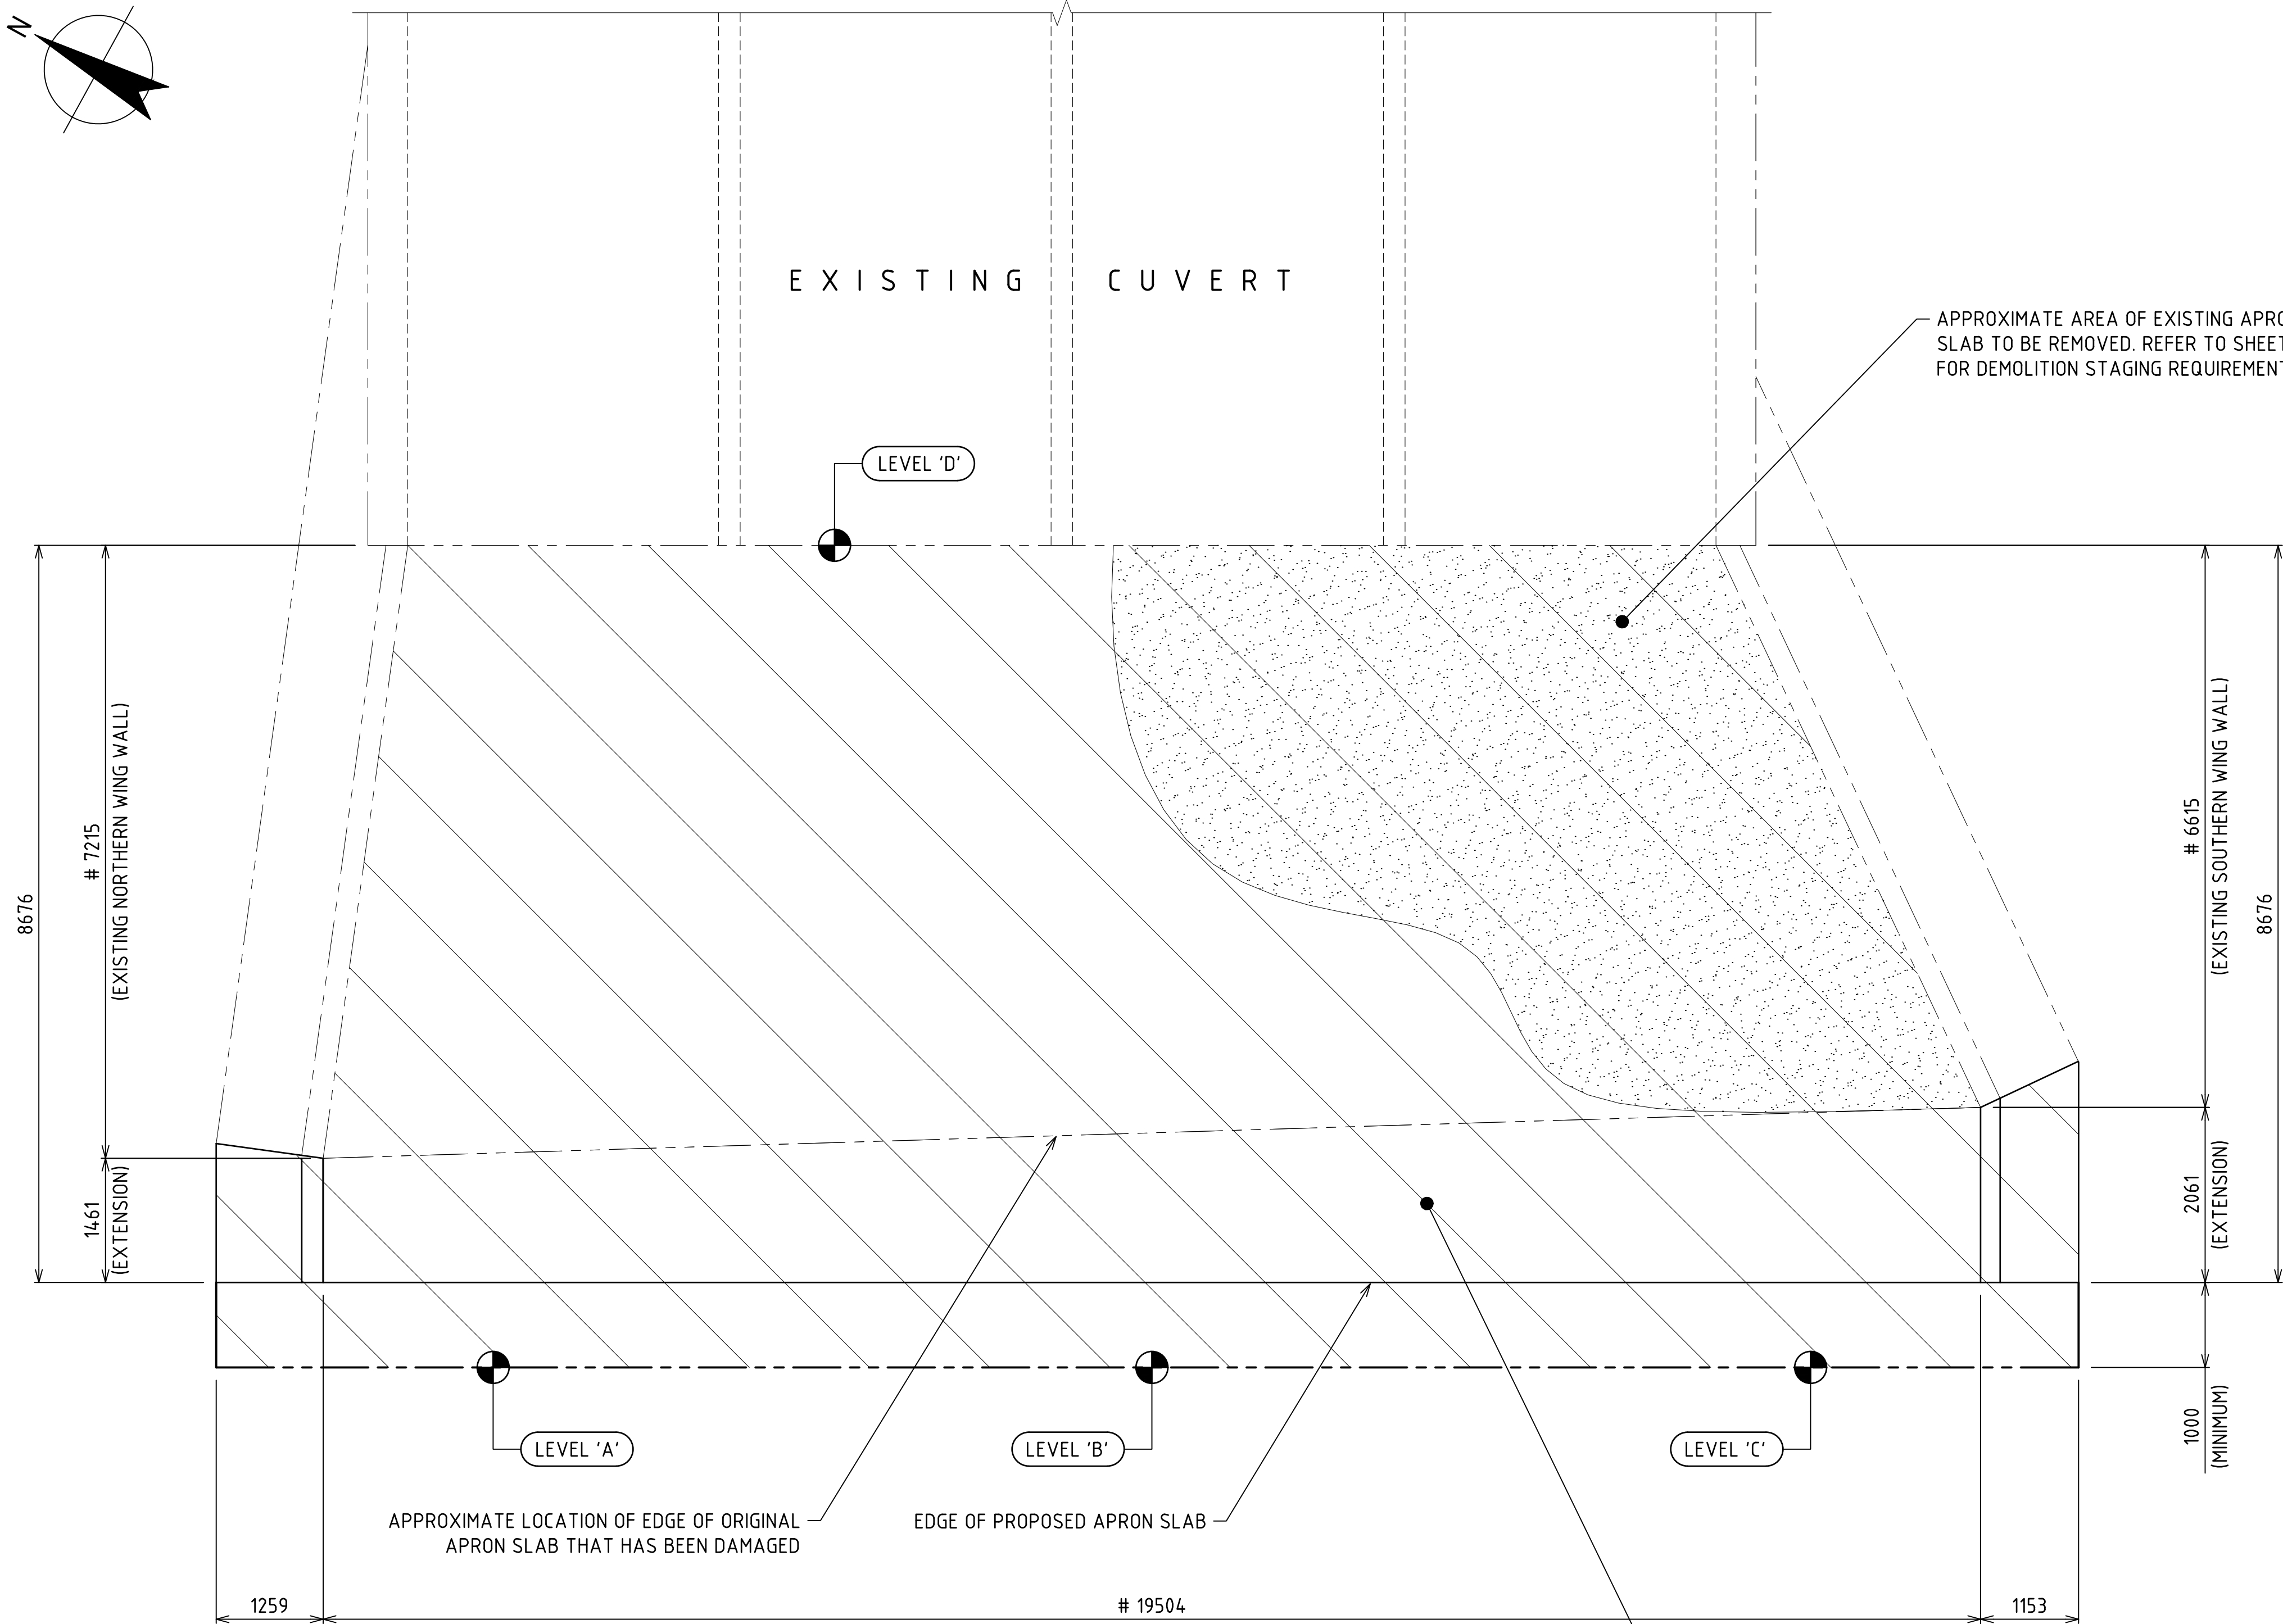 N
EXISTING CUVERT
APPROXIMATE AREA OF EXISTING APRO
SLAB TO BE REMOVED. REFER TO SHEET
FOR DEMOLITION STAGING REQUIREMENT
LEVEL 'D'
8676
# 7215
(EXISTING NORTHERN WING WALL)
1461
(EXTENSION)
# 6615
(EXISTING SOUTHERN WING WALL)
8676
2061
(EXTENSION)
1000
(MINIMUM)
LEVEL 'A'
LEVEL 'B'
LEVEL 'C'
APPROXIMATE LOCATION OF EDGE OF ORIGINAL
APRON SLAB THAT HAS BEEN DAMAGED
EDGE OF PROPOSED APRON SLAB
1259
# 19504
1153